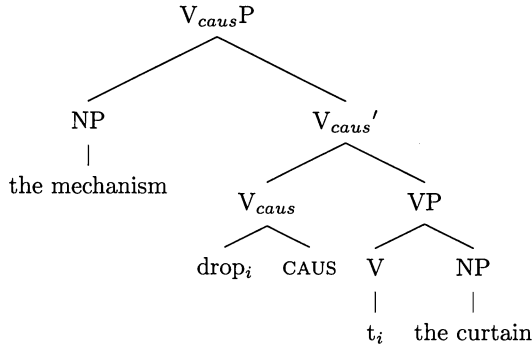 V_causP
NP V_caus′
the mechanism
V_caus VP
drop_i CAUS V NP
t_i the curtain